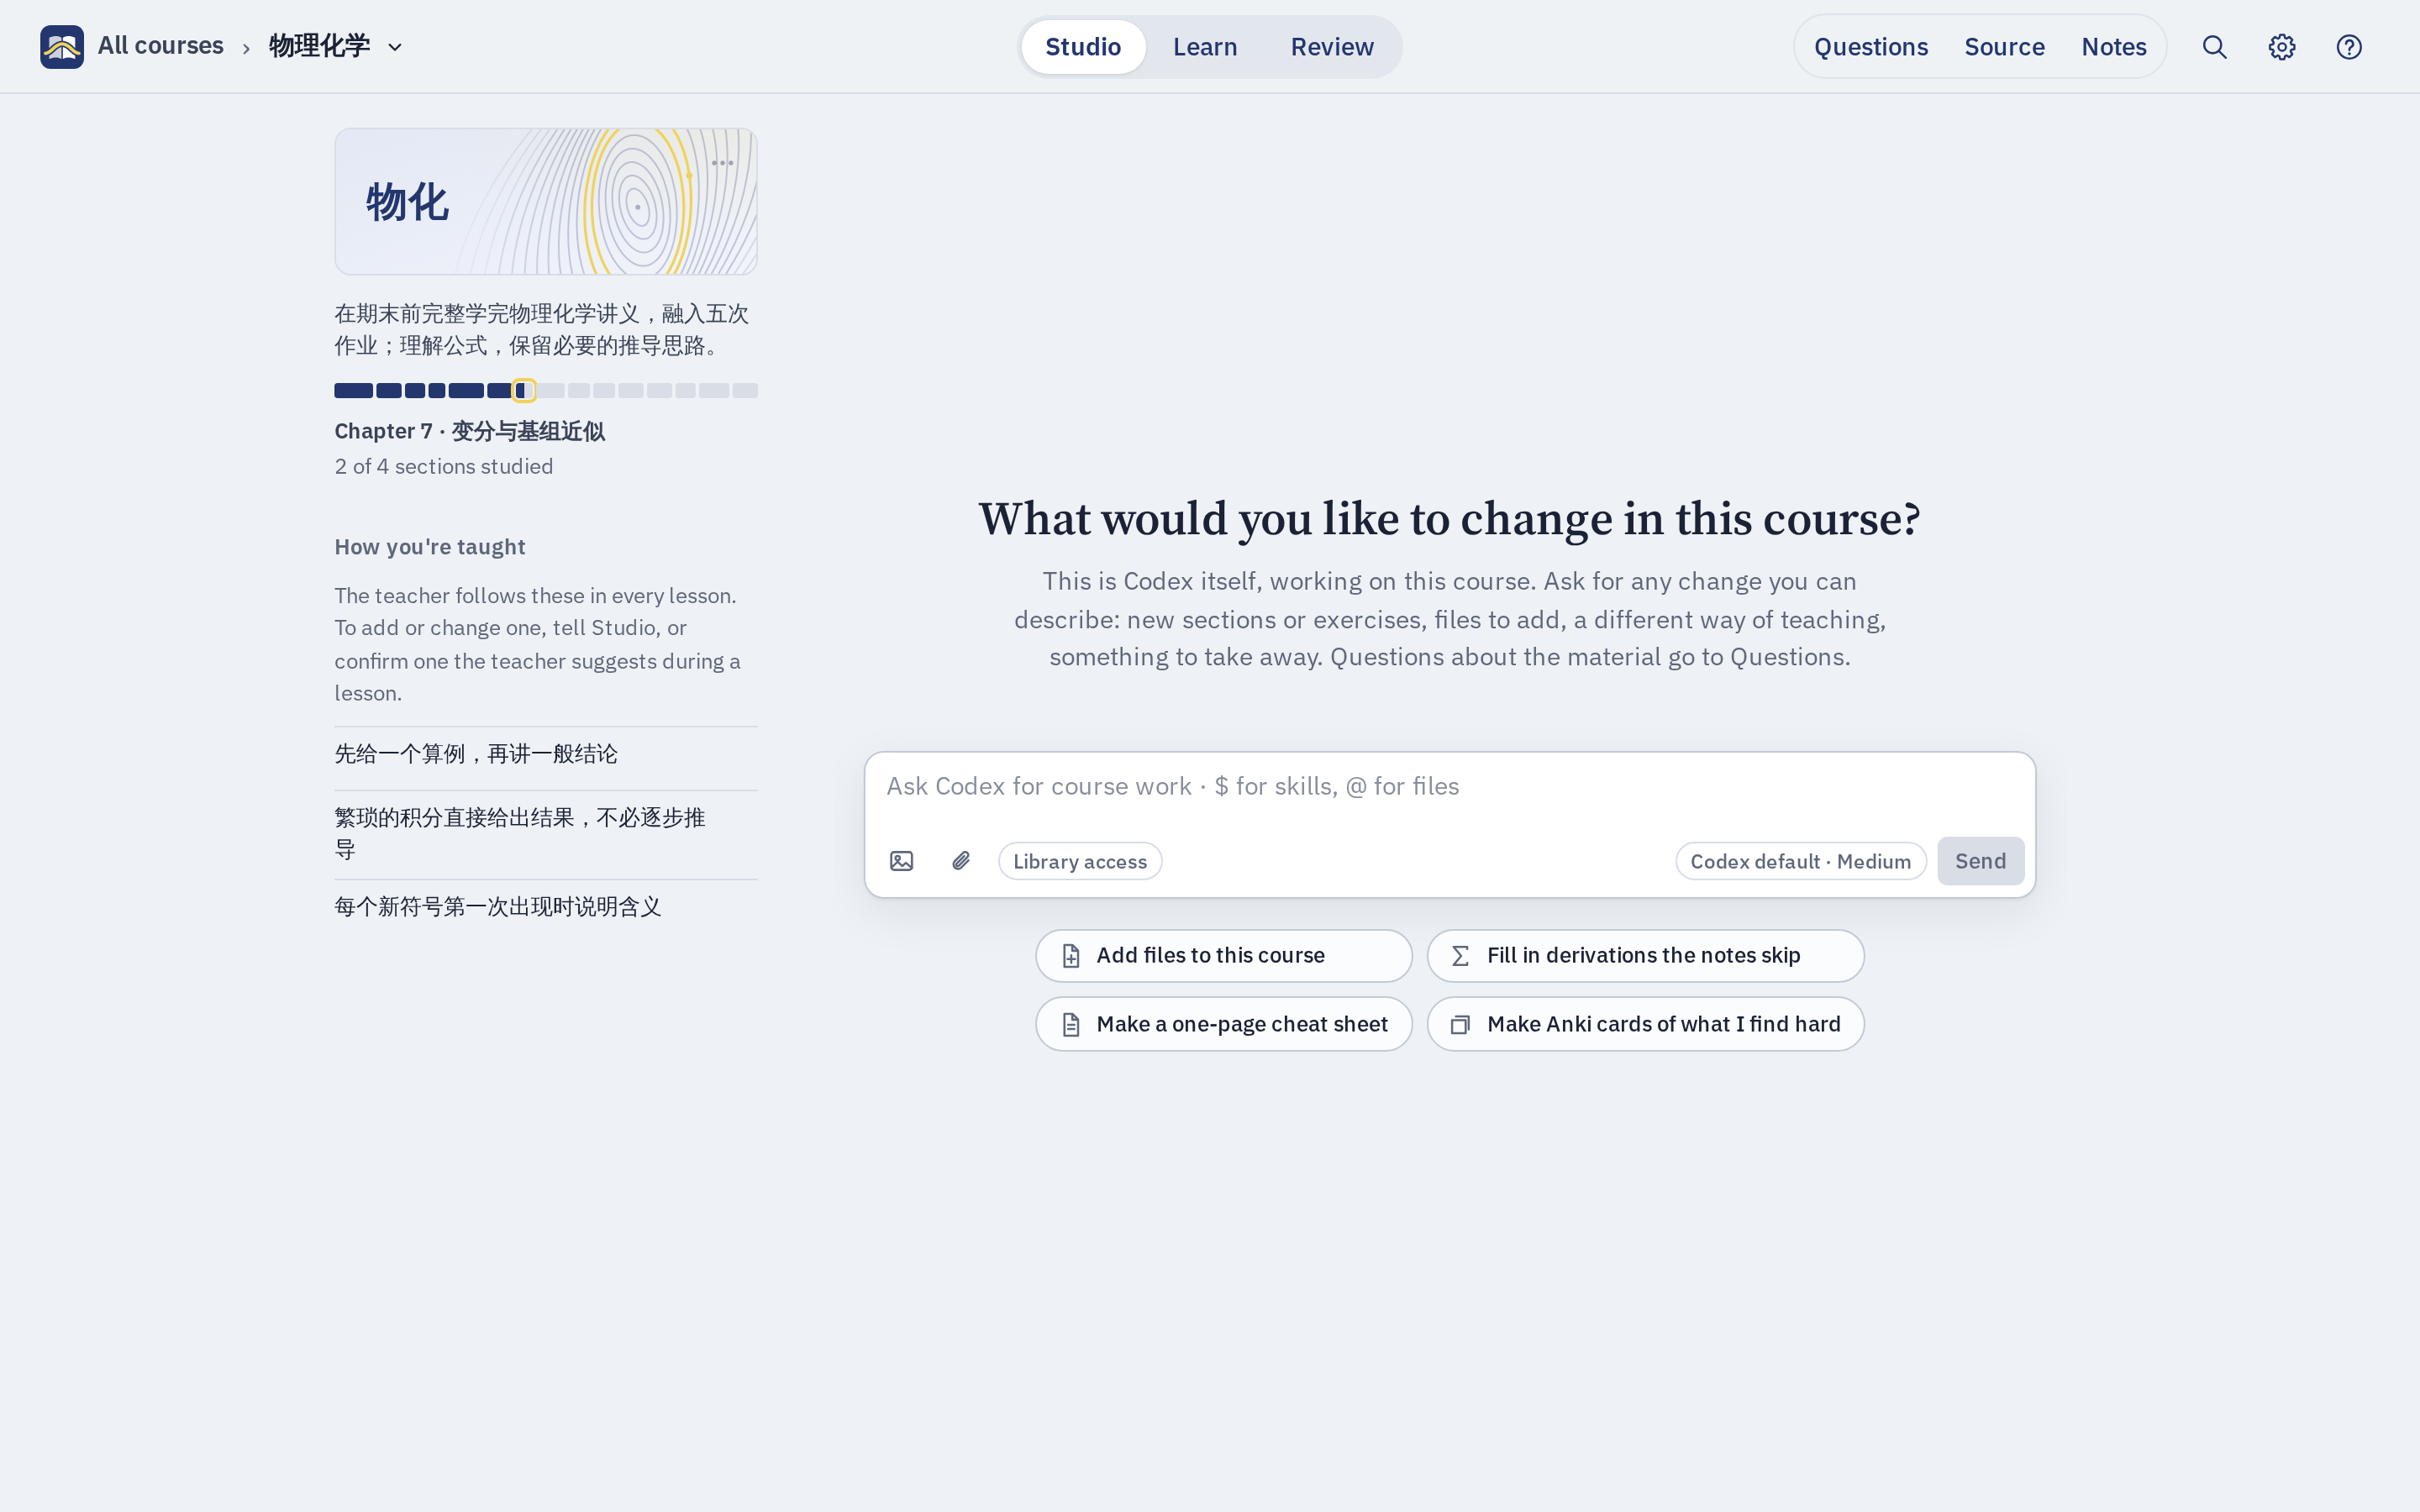 All courses › 物理化学
Studio Learn Review
Questions Source Notes
物化
在期末前完整学完物理化学讲义，融入五次
作业；理解公式，保留必要的推导思路。
Chapter 7 · 变分与基组近似
2 of 4 sections studied
How you're taught
The teacher follows these in every lesson.
To add or change one, tell Studio, or
confirm one the teacher suggests during a
lesson.
先给一个算例，再讲一般结论
繁琐的积分直接给出结果，不必逐步推
导
每个新符号第一次出现时说明含义
What would you like to change in this course?
This is Codex itself, working on this course. Ask for any change you can
describe: new sections or exercises, files to add, a different way of teaching,
something to take away. Questions about the material go to Questions.
Ask Codex for course work · $ for skills, @ for files
Library access
Codex default · Medium
Send
Add files to this course
Fill in derivations the notes skip
Make a one-page cheat sheet
Make Anki cards of what I find hard